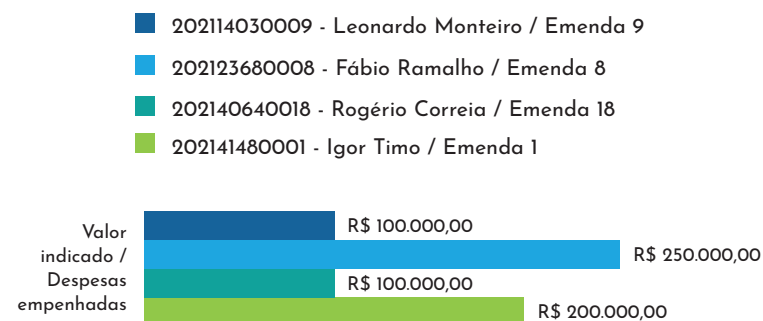 202114030009 - Leonardo Monteiro / Emenda 9
202123680008 - Fábio Ramalho / Emenda 8
202140640018 - Rogério Correia / Emenda 18
202141480001 - Igor Timo / Emenda 1
Valor
indicado /
Despesas
empenhadas
R$ 100.000,00
R$ 250.000,00
R$ 100.000,00
R$ 200.000,00